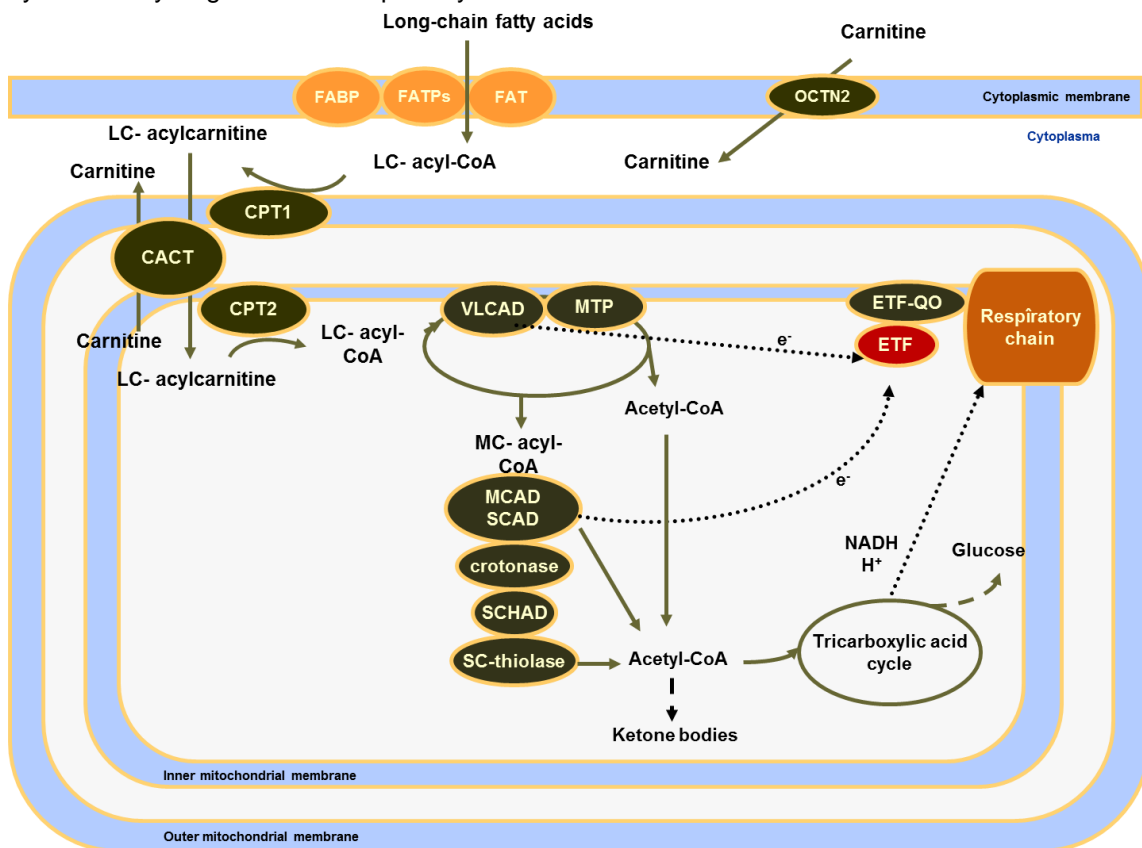 Long-chain fatty acids
Carnitine
FABP
FATPs
FAT
OCTN2
Cytoplasmic membrane
Cytoplasma
LC- acylcarnitine
LC- acyl-CoA
Carnitine
Carnitine
CPT1
CACT
CPT2
VLCAD
MTP
ETF-QO
ETF
Respîratory
chain
Carnitine
LC- acyl-
CoA
LC- acylcarnitine
e-
Acetyl-CoA
MC- acyl-
CoA
MCAD
SCAD
e-
crotonase
SCHAD
SC-thiolase
NADH
H+
Glucose
Acetyl-CoA
Tricarboxylic acid
cycle
Ketone bodies
Inner mitochondrial membrane
Outer mitochondrial membrane